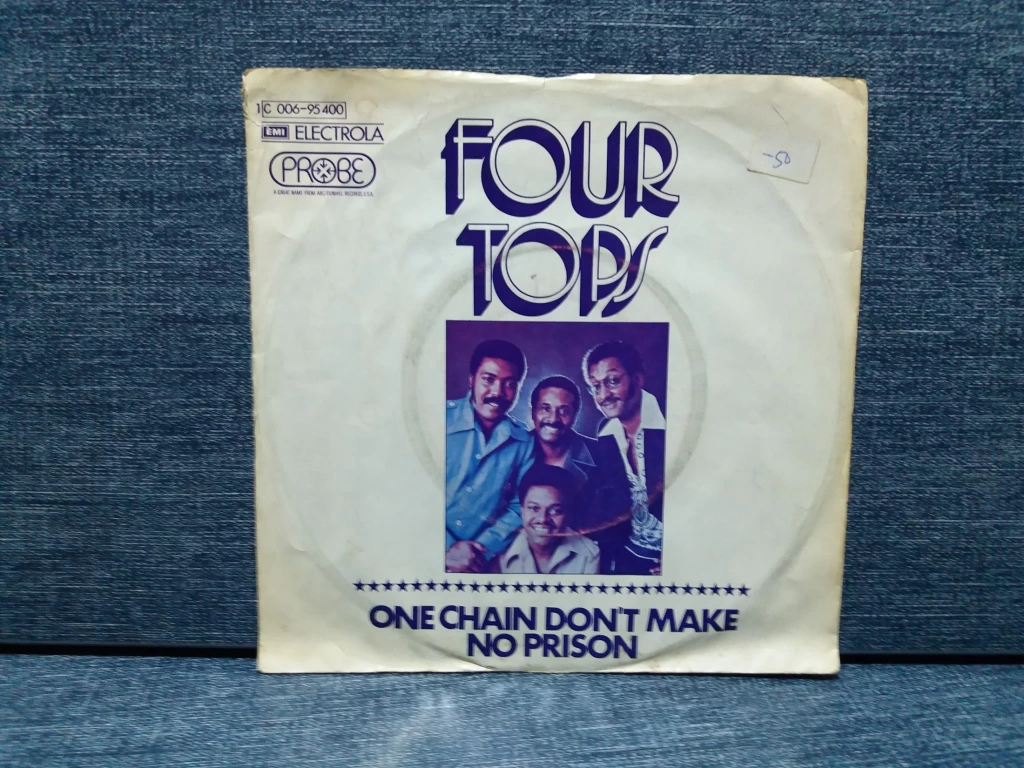 1C 006-95 400
EMI ELECTROLA
PROBE
FOUR
TOPS
-50
ONE CHAIN DON'T MAKE
NO PRISON